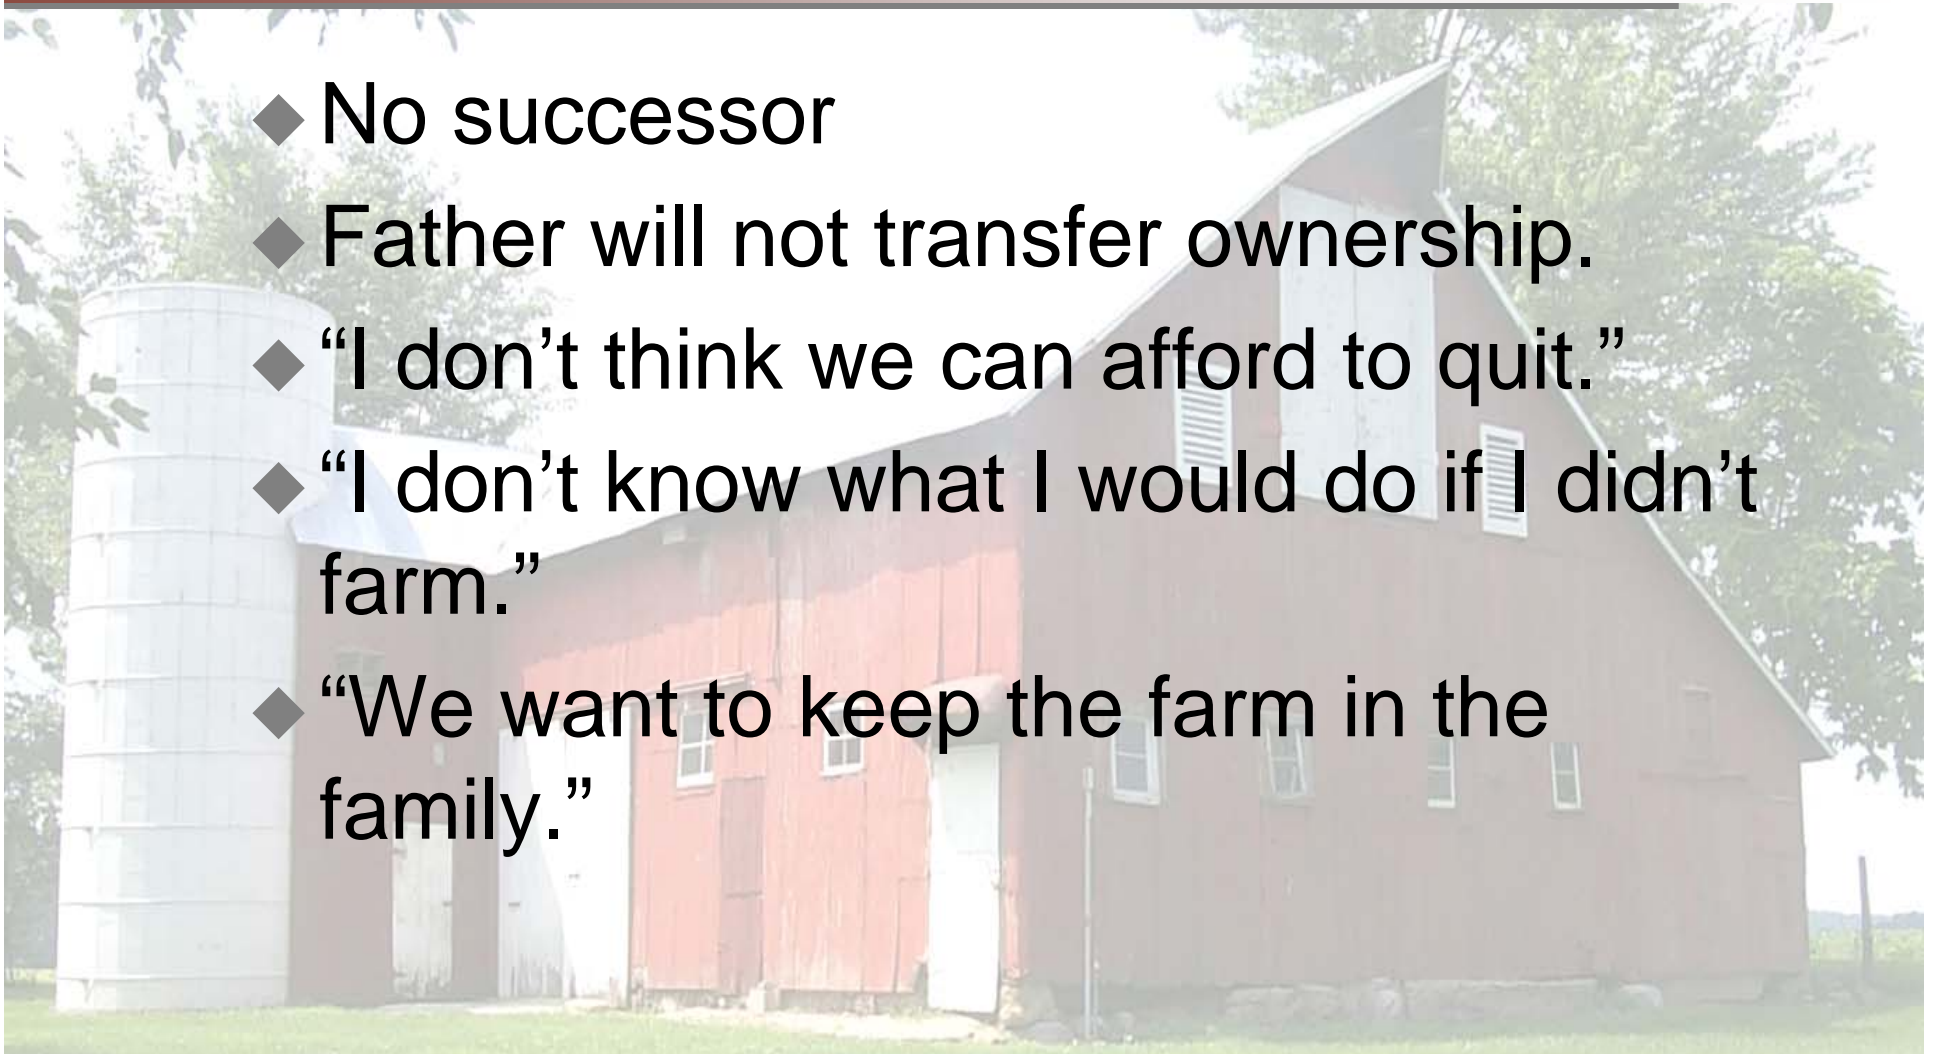 ◆ No successor
◆ Father will not transfer ownership.
◆ “I don’t think we can afford to quit.”
◆ “I don’t know what I would do if I didn’t
farm.”
◆ “We want to keep the farm in the
family.”